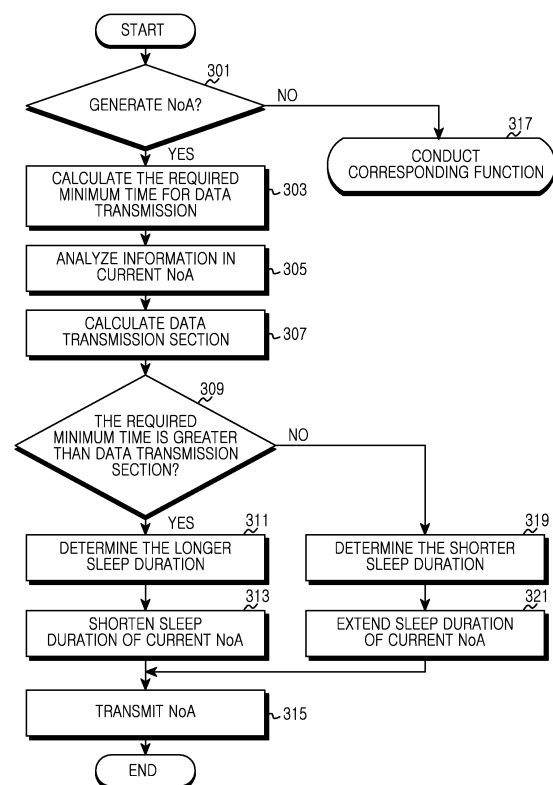 START
301
GENERATE NoA?
NO
YES
317
CONDUCT
CORRESPONDING FUNCTION
CALCULATE THE REQUIRED
MINIMUM TIME FOR DATA
TRANSMISSION
303
ANALYZE INFORMATION IN
CURRENT NoA
305
CALCULATE DATA
TRANSMISSION SECTION
307
309
THE REQUIRED
MINIMUM TIME IS GREATER
THAN DATA TRANSMISSION
SECTION?
NO
YES
311
DETERMINE THE LONGER
SLEEP DURATION
319
DETERMINE THE SHORTER
SLEEP DURATION
313
SHORTEN SLEEP
DURATION OF CURRENT NoA
321
EXTEND SLEEP DURATION
OF CURRENT NoA
TRANSMIT NoA
315
END